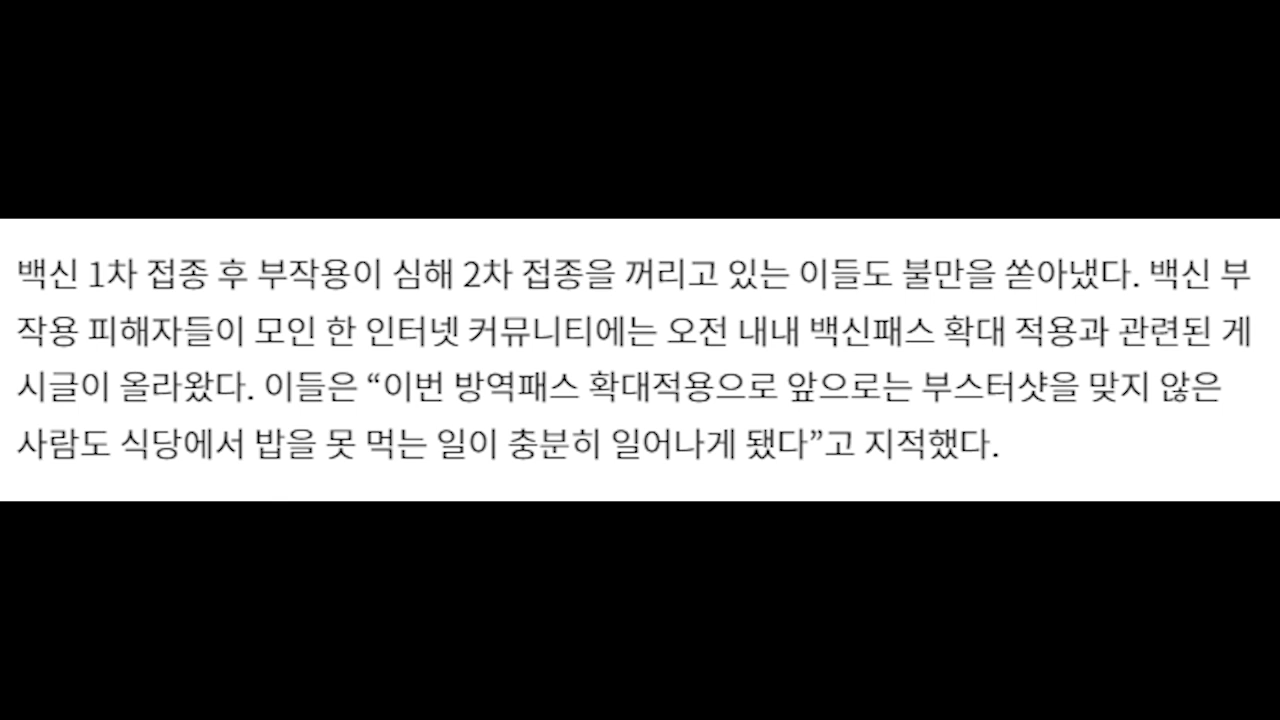 백신 1차 접종 후 부작용이 심해 2차 접종을 꺼리고 있는 이들도 불만을 쏟아냈다. 백신 부
작용 피해자들이 모인 한 인터넷 커뮤니티에는 오전 내내 백신패스 확대 적용과 관련된 게
시글이 올라왔다. 이들은 “이번 방역패스 확대적용으로 앞으로는 부스터샷을 맞지 않은
사람도 식당에서 밥을 못 먹는 일이 충분히 일어나게 됐다”고 지적했다.